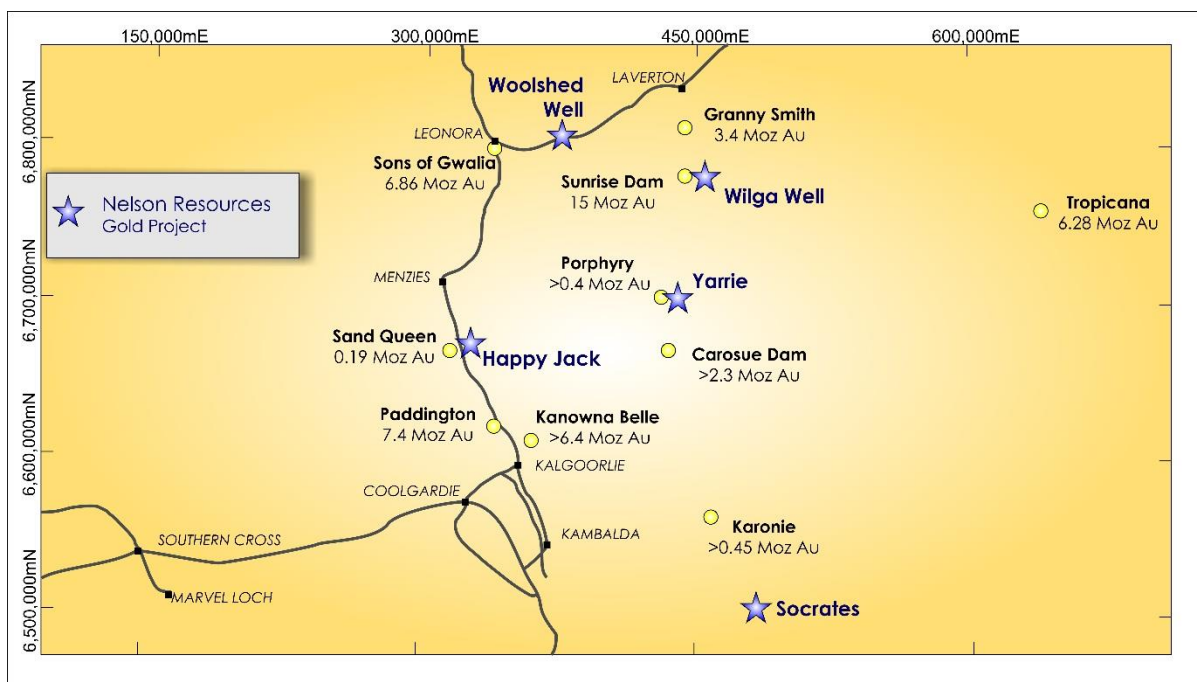 150,000mE
300,000mE
450,000mE
600,000mE
6,800,000mN
6,700,000mN
6,600,000mN
6,500,000mN
Woolshed
Well
LAVERTON
LEONORA
Granny Smith
3.4 Moz Au
Sons of Gwalia
6.86 Moz Au
Sunrise Dam
15 Moz Au
Wilga Well
Tropicana
6.28 Moz Au
Nelson Resources
Gold Project
Porphyry
>0.4 Moz Au
Yarrie
MENZIES
Sand Queen
0.19 Moz Au
Happy Jack
Carosue Dam
>2.3 Moz Au
Paddington
7.4 Moz Au
Kanowna Belle
>6.4 Moz Au
KALGOORLIE
COOLGARDIE
KAMBALDA
Karonie
>0.45 Moz Au
SOUTHERN CROSS
MARVEL LOCH
Socrates